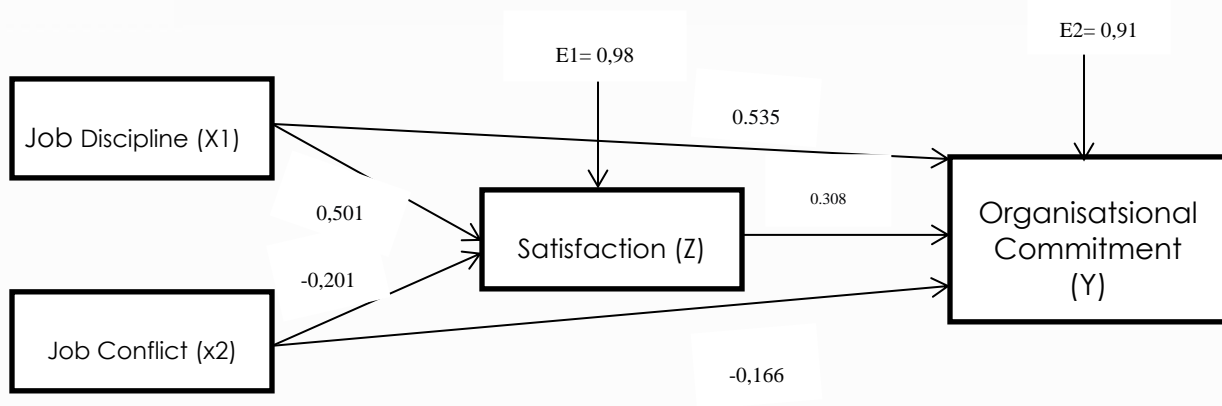 E2= 0,91
E1= 0,98
Job Discipline (X1)
0.535
0,501
0.308
Satisfaction (Z)
Organisatsional
Commitment
(Y)
-0,201
Job Conflict (x2)
-0,166